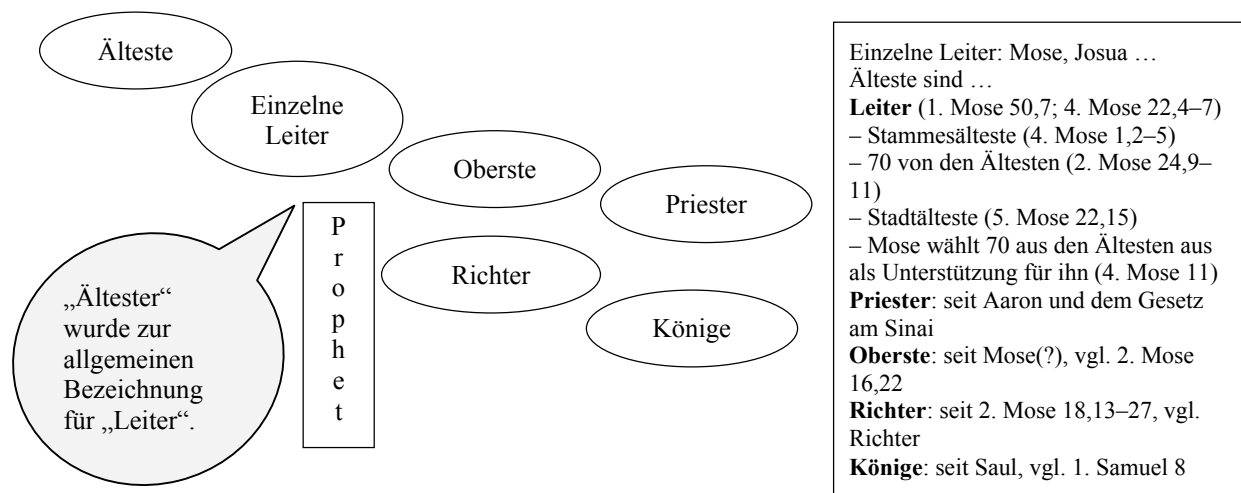 Älteste
Einzelne
Leiter
Oberste
Priester
Richter
Könige
Prophet
„Ältester“
wurde zur
allgemeinen
Bezeichnung
für „Leiter“.
Einzelne Leiter: Mose, Josua …
Älteste sind …
Leiter (1. Mose 50,7; 4. Mose 22,4–7)
– Stammesälteste (4. Mose 1,2–5)
– 70 von den Ältesten (2. Mose 24,9–
11)
– Stadtälteste (5. Mose 22,15)
– Mose wählt 70 aus den Ältesten aus
als Unterstützung für ihn (4. Mose 11)
Priester: seit Aaron und dem Gesetz
am Sinai
Oberste: seit Mose(?), vgl. 2. Mose
16,22
Richter: seit 2. Mose 18,13–27, vgl.
Richter
Könige: seit Saul, vgl. 1. Samuel 8